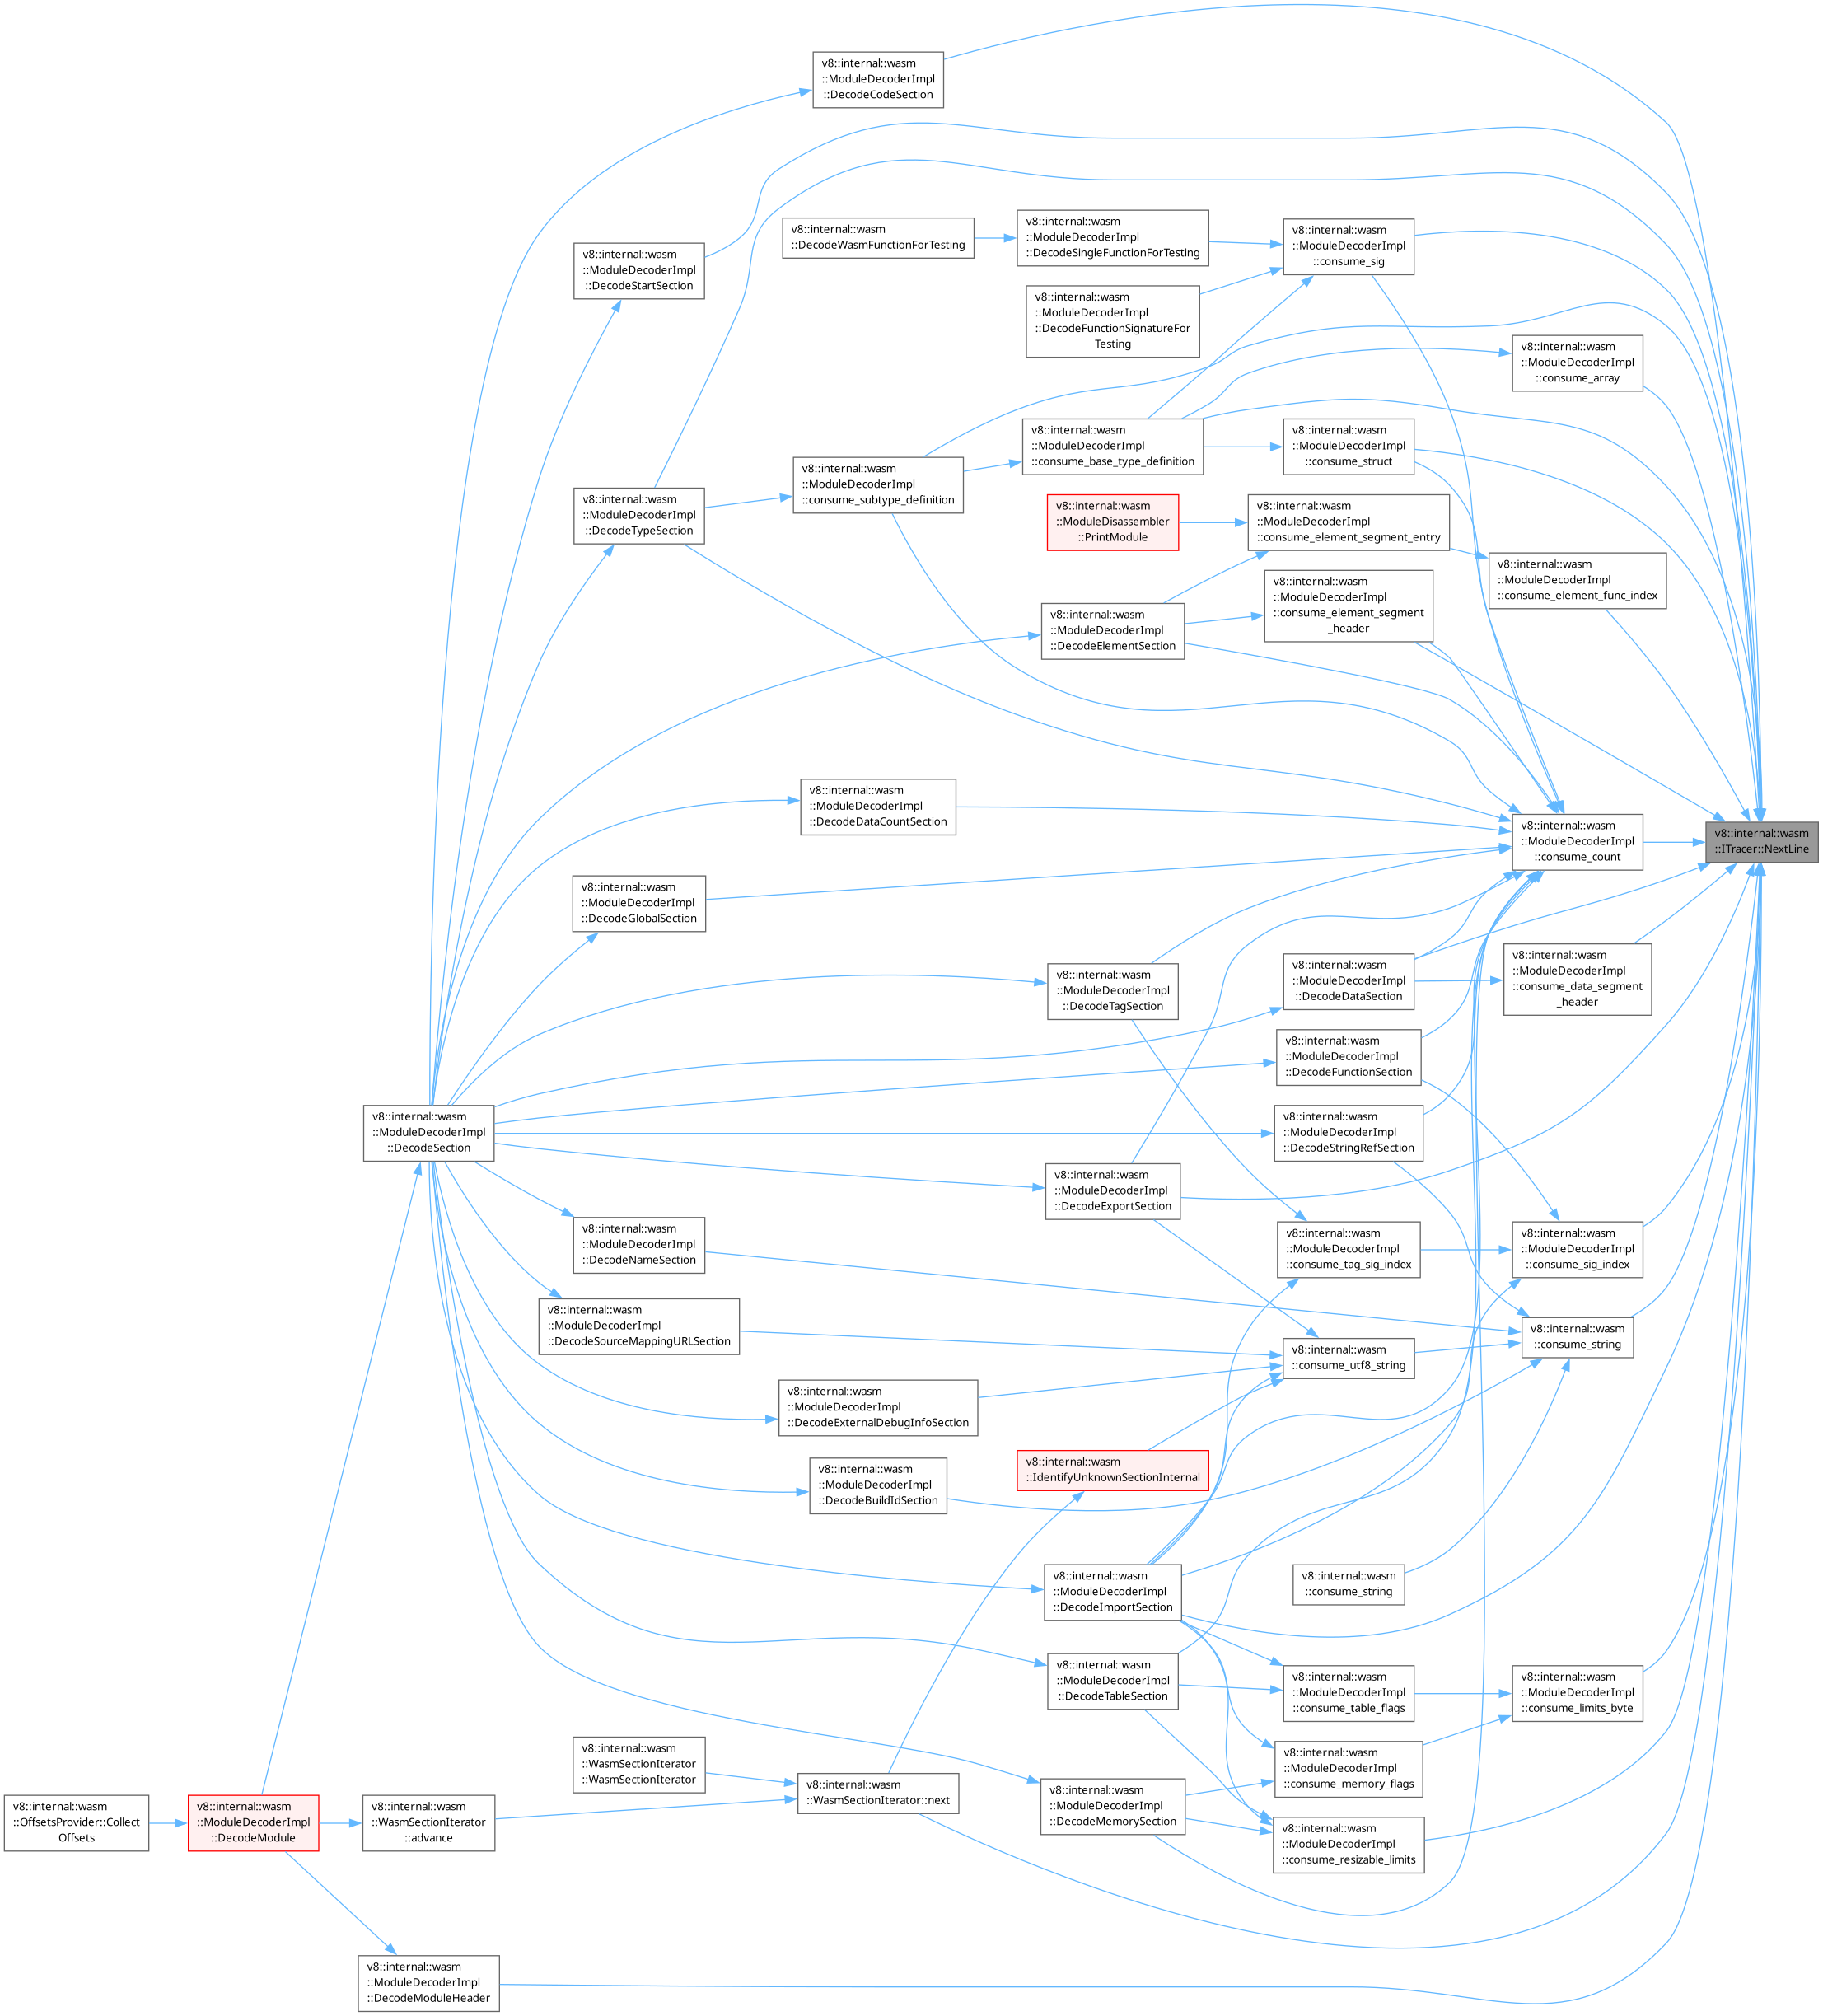 v8::internal::wasm
::ModuleDecoderImpl
::DecodeCodeSection
v8::internal::wasm
::ModuleDecoderImpl
::DecodeStartSection
v8::internal::wasm
::DecodeWasmFunctionForTesting
v8::internal::wasm
::ModuleDecoderImpl
::DecodeSingleFunctionForTesting
v8::internal::wasm
::ModuleDecoderImpl
::consume_sig
v8::internal::wasm
::ModuleDecoderImpl
::DecodeFunctionSignatureFor
Testing
v8::internal::wasm
::ModuleDecoderImpl
::consume_array
v8::internal::wasm
::ModuleDecoderImpl
::consume_base_type_definition
v8::internal::wasm
::ModuleDecoderImpl
::consume_struct
v8::internal::wasm
::ModuleDecoderImpl
::consume_subtype_definition
v8::internal::wasm
::ModuleDecoderImpl
::DecodeTypeSection
v8::internal::wasm
::ModuleDisassembler
::PrintModule
v8::internal::wasm
::ModuleDecoderImpl
::consume_element_segment_entry
v8::internal::wasm
::ModuleDecoderImpl
::consume_element_func_index
v8::internal::wasm
::ModuleDecoderImpl
::consume_element_segment
_header
v8::internal::wasm
::ModuleDecoderImpl
::DecodeElementSection
v8::internal::wasm
::ModuleDecoderImpl
::DecodeDataCountSection
v8::internal::wasm
::ModuleDecoderImpl
::consume_count
v8::internal::wasm
::ITracer::NextLine
v8::internal::wasm
::ModuleDecoderImpl
::DecodeGlobalSection
v8::internal::wasm
::ModuleDecoderImpl
::DecodeTagSection
v8::internal::wasm
::ModuleDecoderImpl
::DecodeDataSection
v8::internal::wasm
::ModuleDecoderImpl
::consume_data_segment
_header
v8::internal::wasm
::ModuleDecoderImpl
::DecodeFunctionSection
v8::internal::wasm
::ModuleDecoderImpl
::DecodeSection
v8::internal::wasm
::ModuleDecoderImpl
::DecodeStringRefSection
v8::internal::wasm
::ModuleDecoderImpl
::DecodeExportSection
v8::internal::wasm
::ModuleDecoderImpl
::DecodeNameSection
v8::internal::wasm
::ModuleDecoderImpl
::consume_tag_sig_index
v8::internal::wasm
::ModuleDecoderImpl
::consume_sig_index
v8::internal::wasm
::ModuleDecoderImpl
::DecodeSourceMappingURLSection
v8::internal::wasm
::consume_utf8_string
v8::internal::wasm
::consume_string
v8::internal::wasm
::ModuleDecoderImpl
::DecodeExternalDebugInfoSection
v8::internal::wasm
::IdentifyUnknownSectionInternal
v8::internal::wasm
::ModuleDecoderImpl
::DecodeBuildIdSection
v8::internal::wasm
::ModuleDecoderImpl
::DecodeImportSection
v8::internal::wasm
::consume_string
v8::internal::wasm
::ModuleDecoderImpl
::DecodeTableSection
v8::internal::wasm
::ModuleDecoderImpl
::consume_table_flags
v8::internal::wasm
::ModuleDecoderImpl
::consume_limits_byte
v8::internal::wasm
::WasmSectionIterator
::WasmSectionIterator
v8::internal::wasm
::WasmSectionIterator::next
v8::internal::wasm
::ModuleDecoderImpl
::consume_memory_flags
v8::internal::wasm
::ModuleDecoderImpl
::DecodeMemorySection
v8::internal::wasm
::ModuleDecoderImpl
::consume_resizable_limits
v8::internal::wasm
::OffsetsProvider::Collect
Offsets
v8::internal::wasm
::ModuleDecoderImpl
::DecodeModule
v8::internal::wasm
::WasmSectionIterator
::advance
v8::internal::wasm
::ModuleDecoderImpl
::DecodeModuleHeader